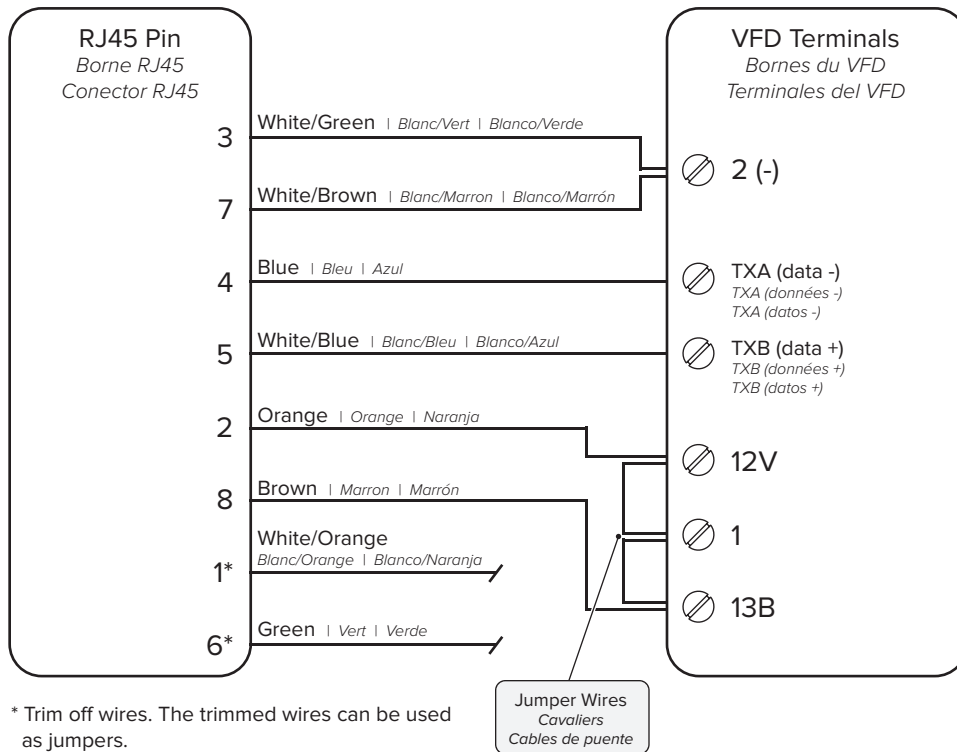 RJ45 Pin
Borne RJ45
Conector RJ45
VFD Terminals
Bornes du VFD
Terminales del VFD
3
White/Green | Blanc/Vert | Blanco/Verde
2 (-)
7
White/Brown | Blanc/Marron | Blanco/Marrón
4
Blue | Bleu | Azul
TXA (data -)
TXA (données -)
TXA (datos -)
5
White/Blue | Blanc/Bleu | Blanco/Azul
TXB (data +)
TXB (données +)
TXB (datos +)
2
Orange | Orange | Naranja
12V
8
Brown | Marron | Marrón
1
1*
White/Orange
Blanc/Orange | Blanco/Naranja
13B
6*
Green | Vert | Verde
Jumper Wires
Cavaliers
Cables de puente
* Trim off wires. The trimmed wires can be used
as jumpers.